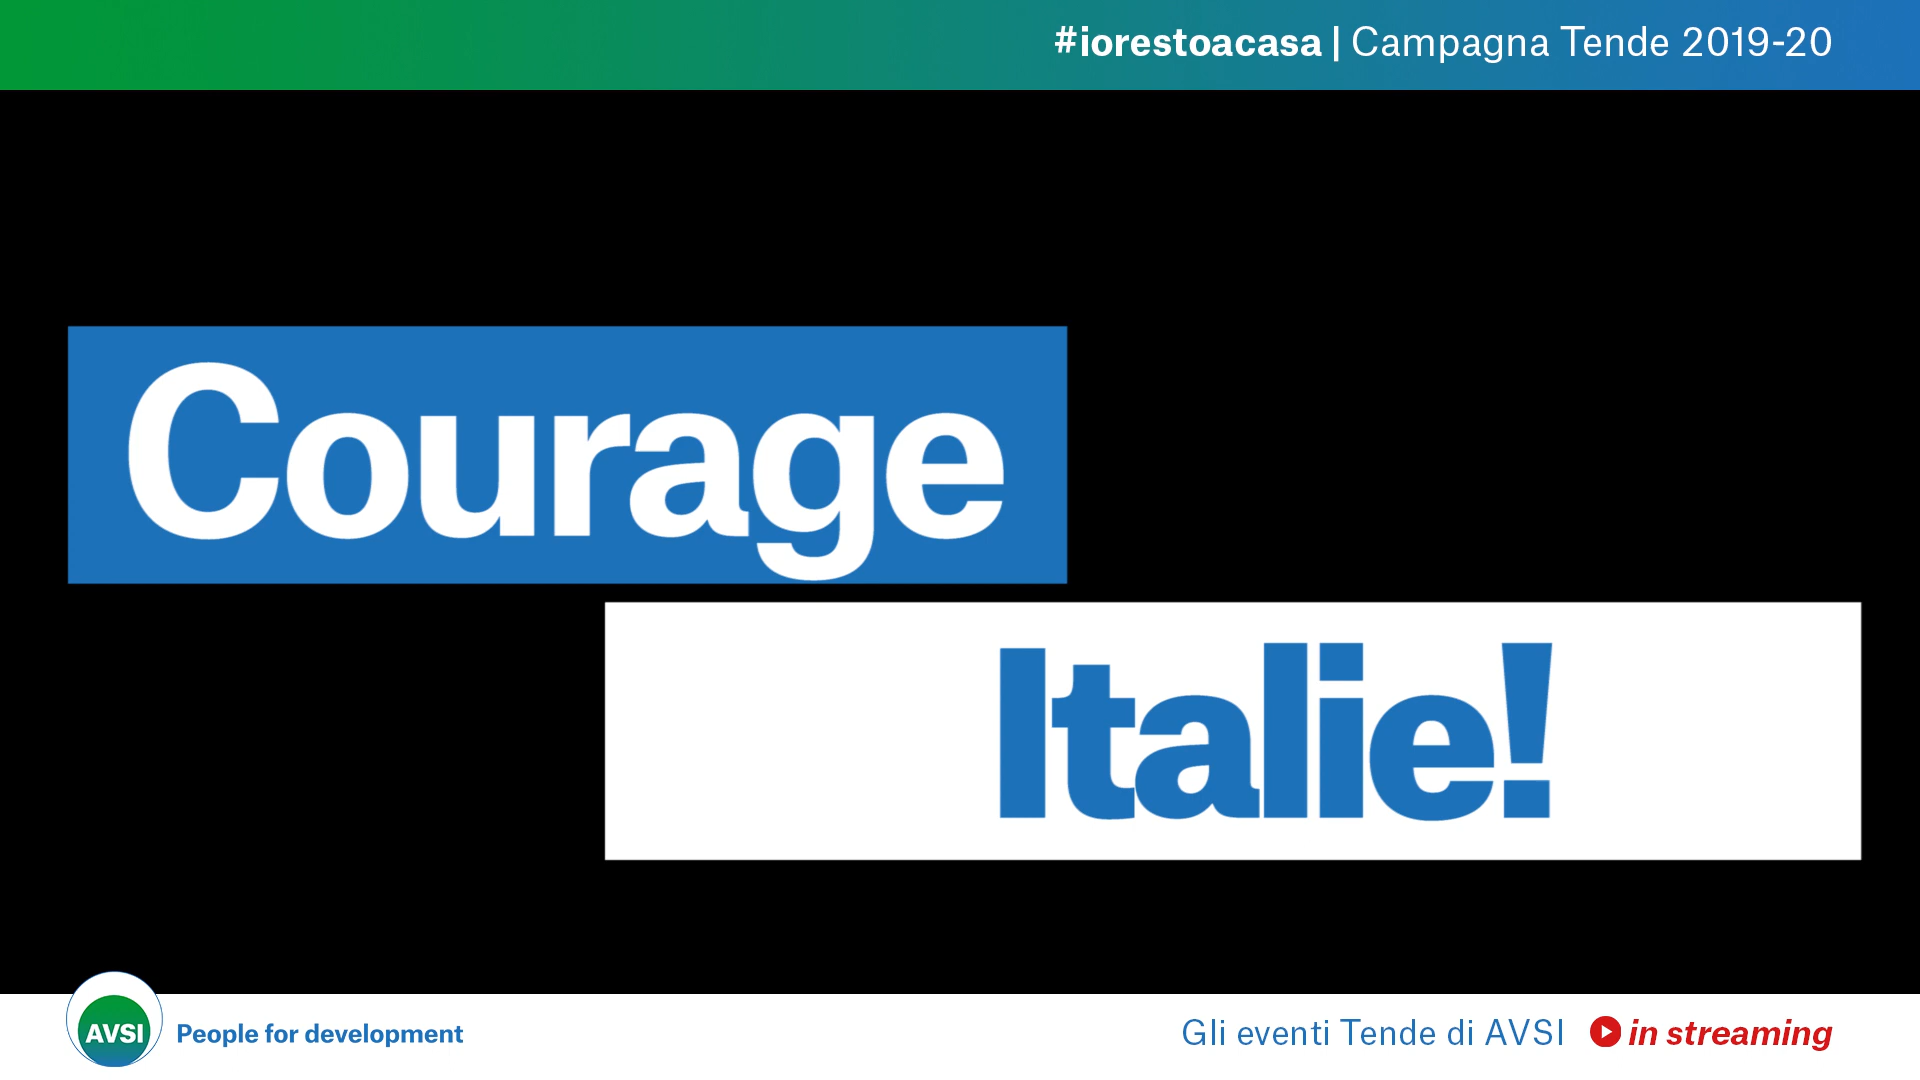 #iorestoacasa | Campagna Tende 2019-20
Courage
Italie!
AVSI
People for development
Gli eventi Tende di AVSI in streaming